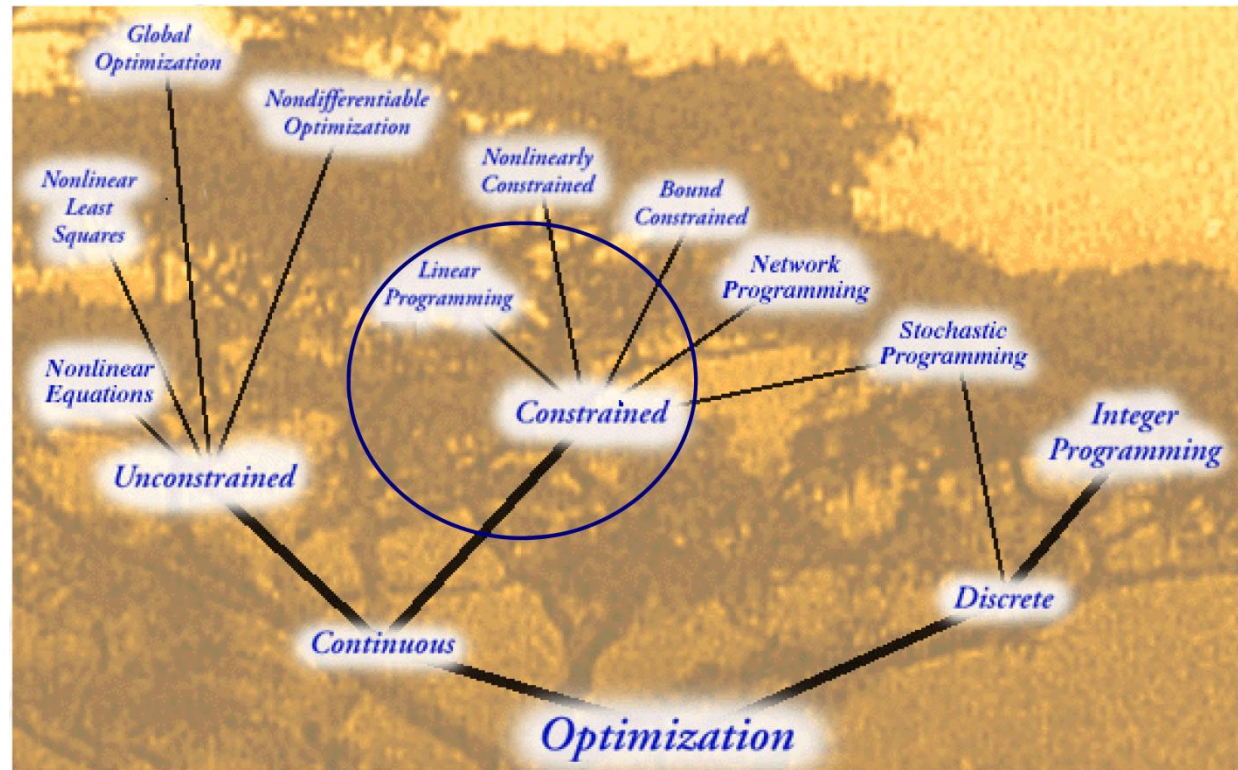 Global
Optimization
Nondifferentiable
Optimization
Nonlinear
Least
Squares
Nonlinearly
Constrained
Bound
Constrained
Linear
Programming
Network
Programming
Stochastic
Programming
Nonlinear
Equations
Constrained
Integer
Programming
Unconstrained
Discrete
Continuous
Optimization